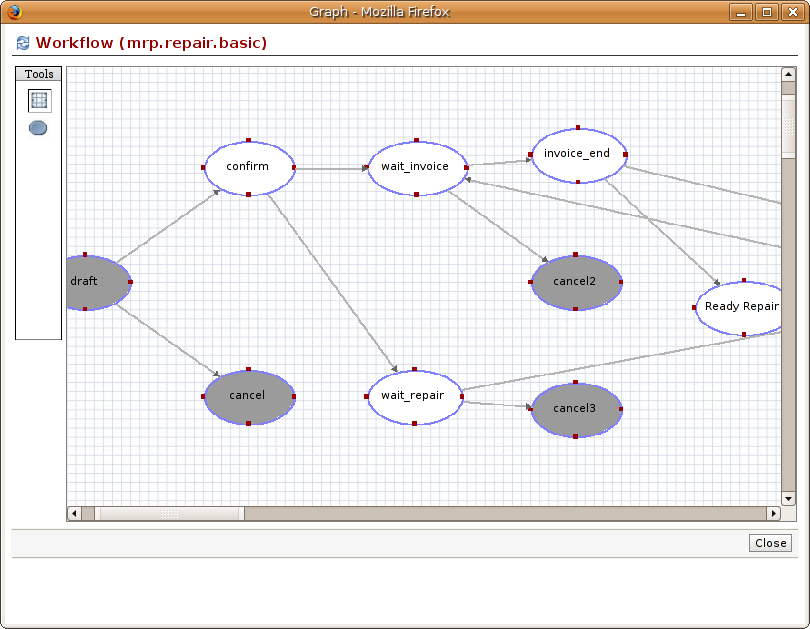 Graph - Mozilla Firefox
Workflow (mrp.repair.basic)
Tools
confirm
wait_invoice
invoice_end
draft
cancel2
Ready Repair
cancel
wait_repair
cancel3
Close